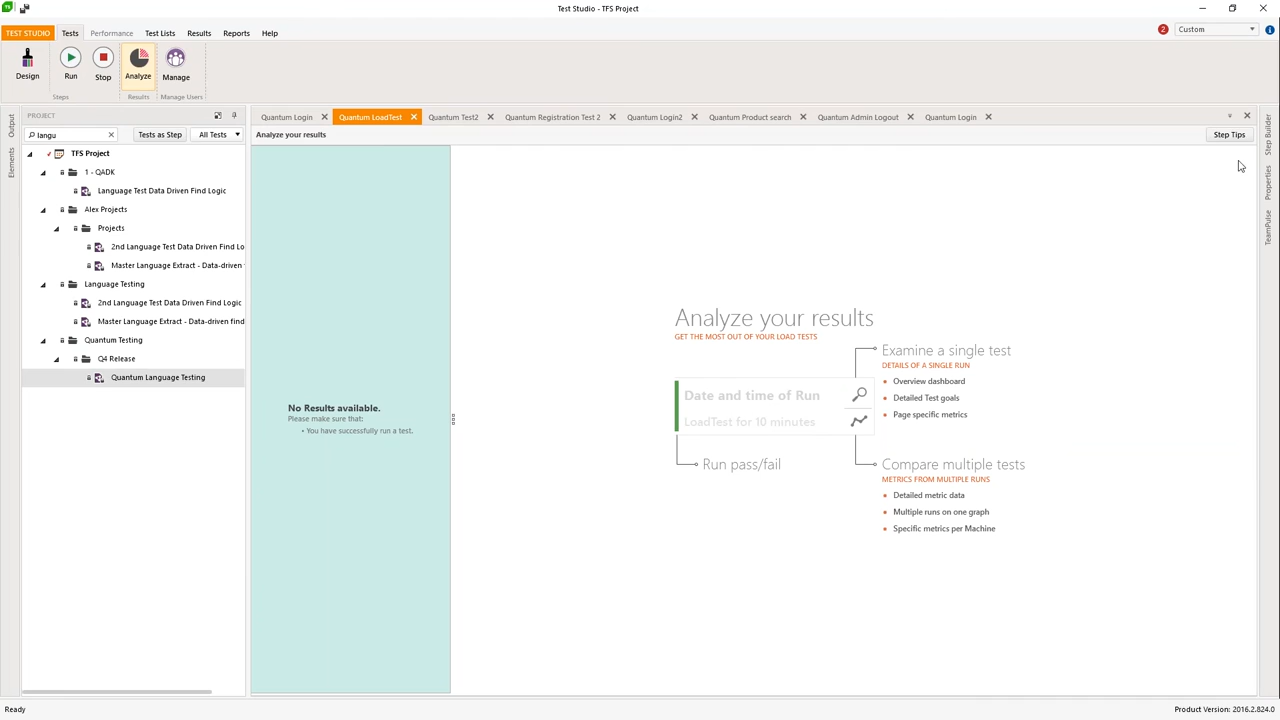 Test Studio - TFS Project
TEST STUDIO
Tests
Performance
Test Lists
Results
Reports
Help
2
Custom
Design
Run
Stop
Analyze
Manage
Steps
Results
Manage Users
Output
Elements
PROJECT
langu
Tests as Step
All Tests
TFS Project
1 - QADK
Language Test Data Driven Find Logic
Alex Projects
Projects
2nd Language Test Data Driven Find Lo
Master Language Extract - Data-driven
Language Testing
2nd Language Test Data Driven Find Logic
Master Language Extract - Data-driven find
Quantum Testing
Q4 Release
Quantum Language Testing
Quantum Login
Quantum LoadTest
Quantum Test2
Quantum Registration Test 2
Quantum Login2
Quantum Product search
Quantum Admin Logout
Quantum Login
Analyze your results
Step Tips
No Results available.
Please make sure that:
• You have successfully run a test.
Analyze your results
GET THE MOST OUT OF YOUR LOAD TESTS
Date and time of Run
LoadTest for 10 minutes
Run pass/fail
Examine a single test
DETAILS OF A SINGLE RUN
• Overview dashboard
• Detailed Test goals
• Page specific metrics
Compare multiple tests
METRICS FROM MULTIPLE RUNS
• Detailed metric data
• Multiple runs on one graph
• Specific metrics per Machine
Step Builder
Properties
TeamPulse
Ready
Product Version: 2016.2.824.0